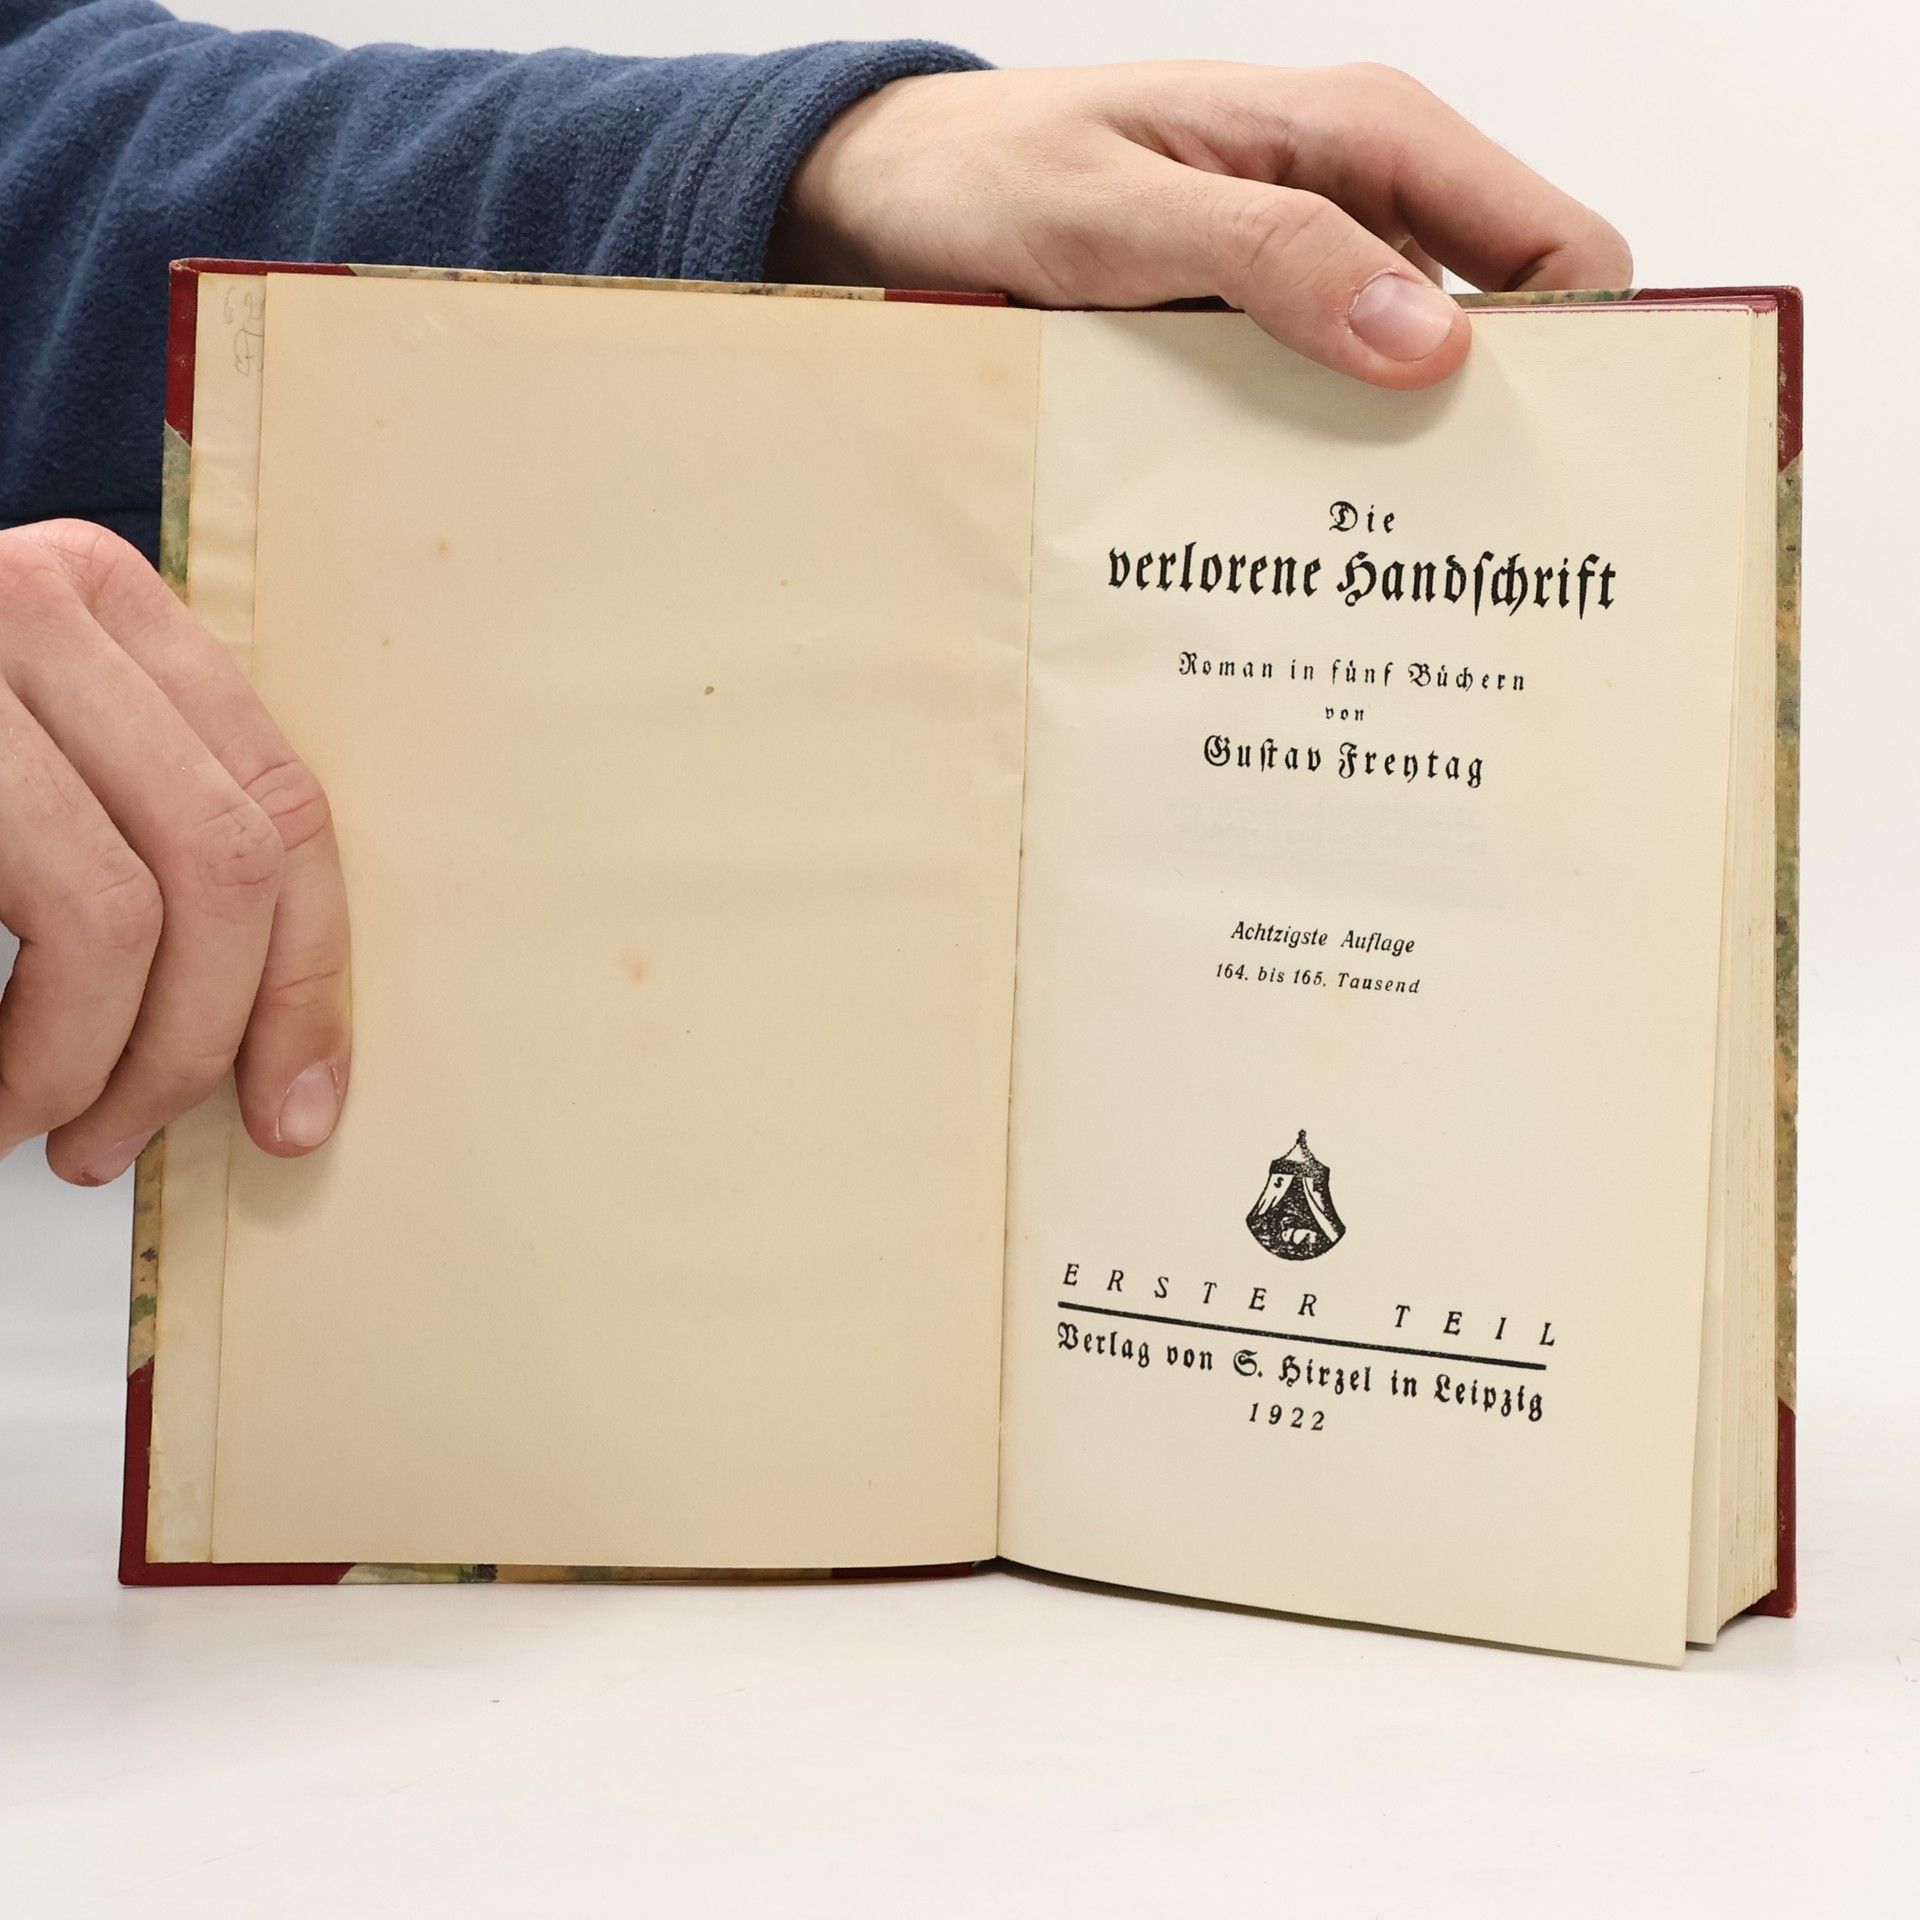 Die
verlorene Handschrift
Roman in fünf Büchern
von
Gustav Freytag
Achtzigste Auflage
164. bis 165. Tausend
S
ERSTER TEIL
Verlag von S. Hirzel in Leipzig
1922